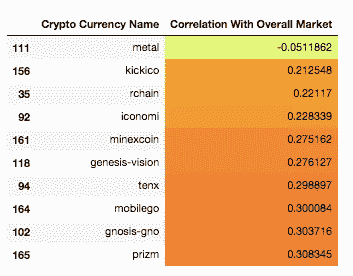 Crypto Currency Name Correlation With Overall Market
111 metal -0.0511862
156 kickico 0.212548
35 rchain 0.22117
92 iconomi 0.228339
161 minexcoin 0.275162
118 genesis-vision 0.276127
94 tenx 0.298897
164 mobilego 0.300084
102 gnosis-gno 0.303716
165 prizm 0.308345